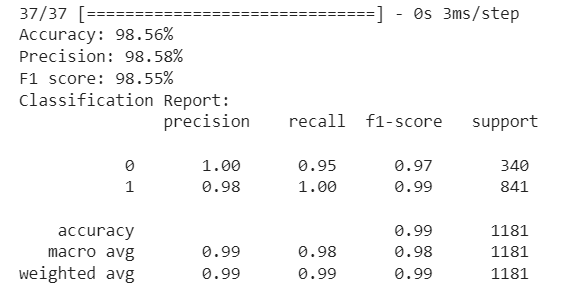 37/37 [==============================] - 0s 3ms/step
Accuracy: 98.56%
Precision: 98.58%
F1 score: 98.55%
Classification Report:
              precision    recall  f1-score   support

           0       1.00      0.95      0.97       340
           1       0.98      1.00      0.99       841

    accuracy                           0.99      1181
   macro avg       0.99      0.98      0.98      1181
weighted avg       0.99      0.99      0.99      1181